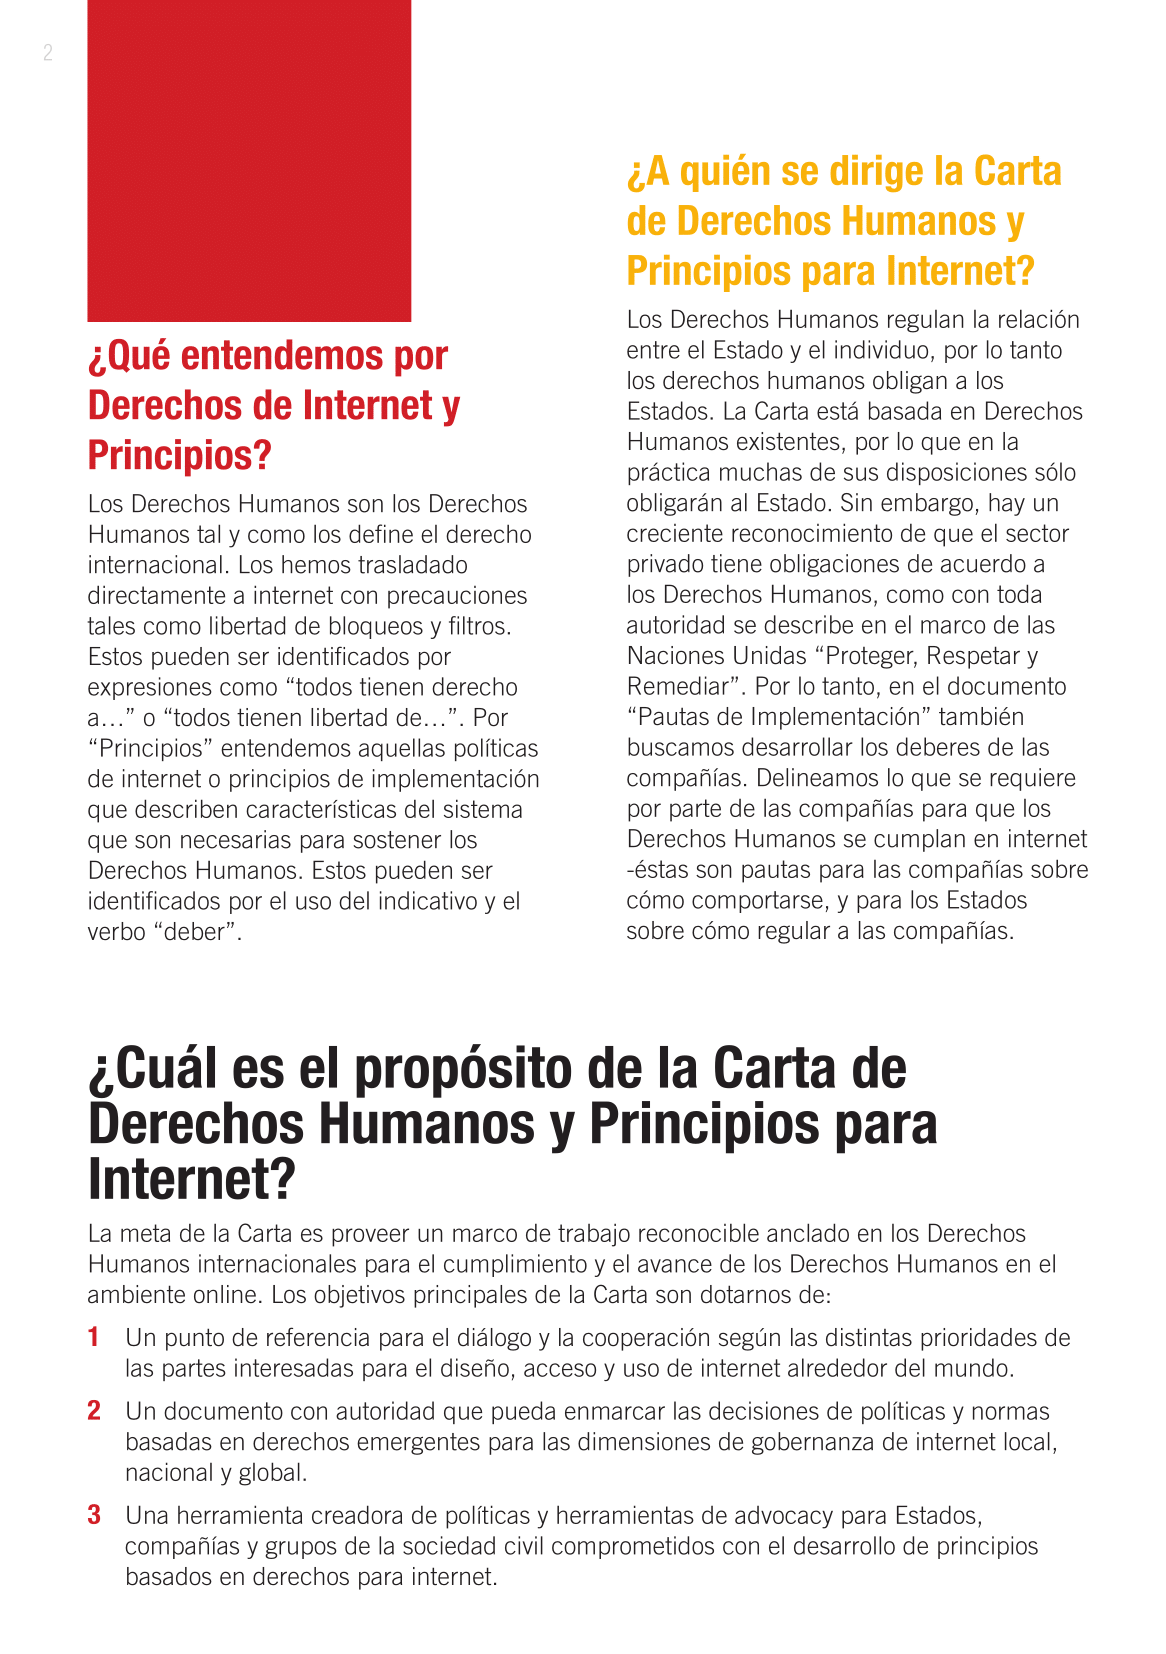 2
¿Qué entendemos por
Derechos de Internet y
Principios?
Los Derechos Humanos son los Derechos
Humanos tal y como los define el derecho
internacional. Los hemos trasladado
directamente a internet con precauciones
tales como libertad de bloqueos y filtros.
Estos pueden ser identificados por
expresiones como “todos tienen derecho
a…” o “todos tienen libertad de…”. Por
“Principios” entendemos aquellas políticas
de internet o principios de implementación
que describen características del sistema
que son necesarias para sostener los
Derechos Humanos. Estos pueden ser
identificados por el uso del indicativo y el
verbo “deber”.
¿A quién se dirige la Carta
de Derechos Humanos y
Principios para Internet?
Los Derechos Humanos regulan la relación
entre el Estado y el individuo, por lo tanto
los derechos humanos obligan a los
Estados. La Carta está basada en Derechos
Humanos existentes, por lo que en la
práctica muchas de sus disposiciones sólo
obligarán al Estado. Sin embargo, hay un
creciente reconocimiento de que el sector
privado tiene obligaciones de acuerdo a
los Derechos Humanos, como con toda
autoridad se describe en el marco de las
Naciones Unidas “Proteger, Respetar y
Remediar”. Por lo tanto, en el documento
“Pautas de Implementación” también
buscamos desarrollar los deberes de las
compañías. Delineamos lo que se requiere
por parte de las compañías para que los
Derechos Humanos se cumplan en internet
-éstas son pautas para las compañías sobre
cómo comportarse, y para los Estados
sobre cómo regular a las compañías.
¿Cuál es el propósito de la Carta de
Derechos Humanos y Principios para
Internet?
La meta de la Carta es proveer un marco de trabajo reconocible anclado en los Derechos
Humanos internacionales para el cumplimiento y el avance de los Derechos Humanos en el
ambiente online. Los objetivos principales de la Carta son dotarnos de:
1 Un punto de referencia para el diálogo y la cooperación según las distintas prioridades de
las partes interesadas para el diseño, acceso y uso de internet alrededor del mundo.
2 Un documento con autoridad que pueda enmarcar las decisiones de políticas y normas
basadas en derechos emergentes para las dimensiones de gobernanza de internet local,
nacional y global.
3 Una herramienta creadora de políticas y herramientas de advocacy para Estados,
compañías y grupos de la sociedad civil comprometidos con el desarrollo de principios
basados en derechos para internet.